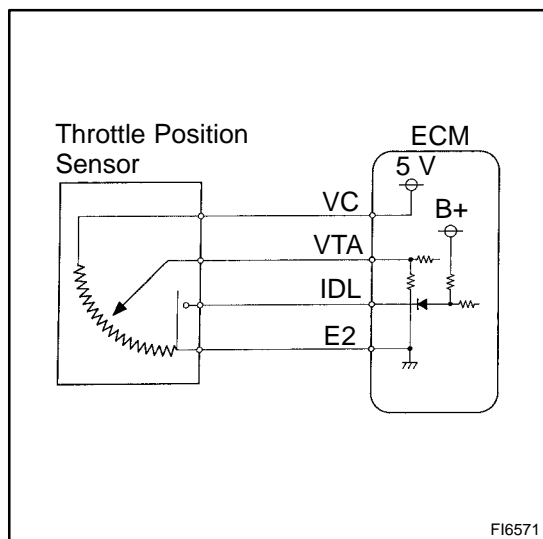 Throttle Position
Sensor
ECM
5 V
B+
VC
VTA
IDL
E2
FI6571